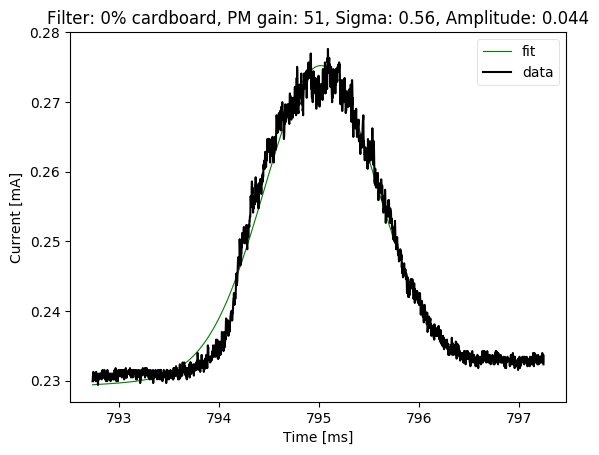 Filter: 0% cardboard, PM gain: 51, Sigma: 0.56, Amplitude: 0.044
0.28
fit
data
0.27
0.26
0.25
0.24
0.23
Current [mA]
793 794 795 796 797
Time [ms]